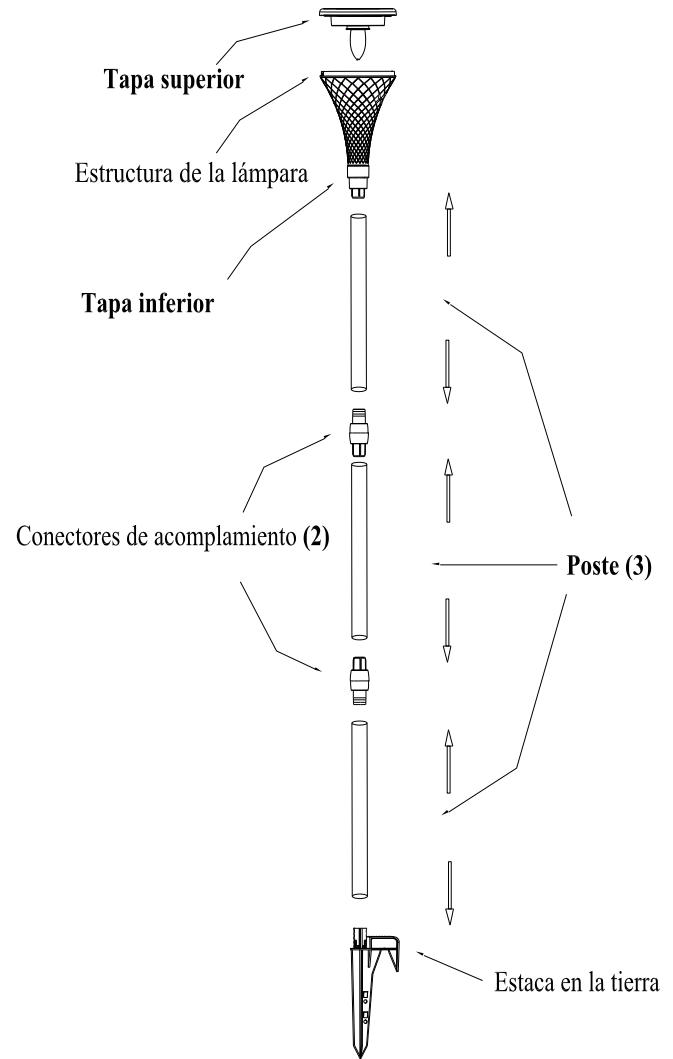 Tapa superior
Estructura de la lámpara
Tapa inferior
Conectores de acomplamiento (2)
Poste (3)
Estaca en la tierra